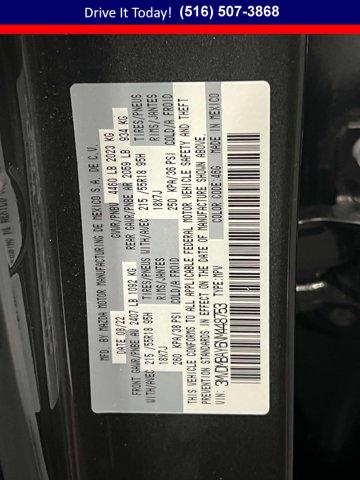 Drive It Today! (516) 507-3868
MFD. BY MAZDA MOTOR MANUFACTURING DE MEXICO S.A. DE C.V.
DATE: 08/22 GVWR/PNBV 4460 LB 2023 KG
FRONT GAWR/PNBE AV 2407 LB 1092 KG REAR GAWR/PNBE AR 2059 LB 934 KG
TIRES/PNEUS WITH/AVEC 215 /55R18 95H TIRES/PNEUS WITH/AVEC 215 /55R18 95H
RIMS/JANTES 18X7J RIMS/JANTES 18X7J
COLD/A FROID 260 KPA/38 PSI COLD/A FROID 250 KPA/36 PSI
THIS VEHICLE CONFORMS TO ALL APPLICABLE FEDERAL MOTOR VEHICLE SAFETY AND THEFT
PREVENTION STANDARDS IN EFFECT ON THE DATE OF MANUFACTURE SHOWN ABOVE.
COLOR: 46G MADE IN MEXICO
VIN: TYPE: MPV